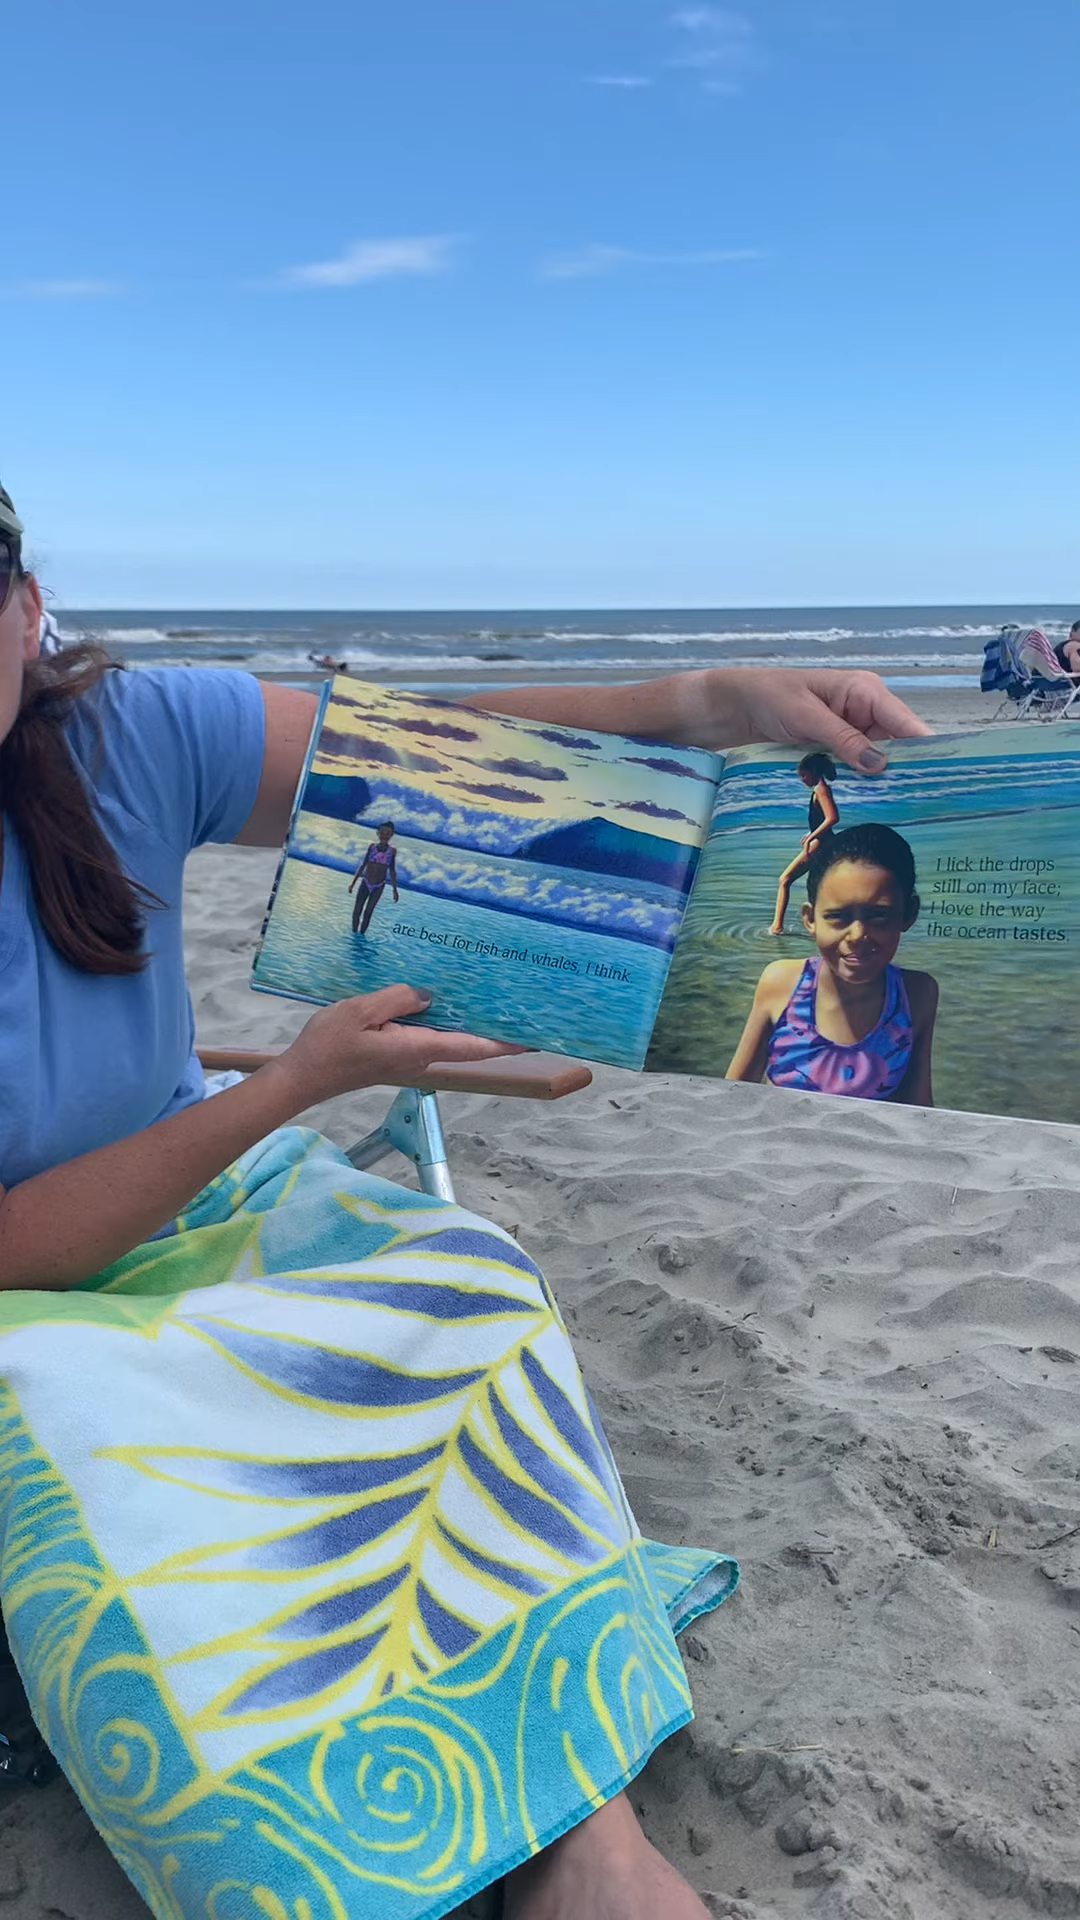 are best for fish and whales, I think.
I lick the drops
still on my face;
I love the way
the ocean tastes.